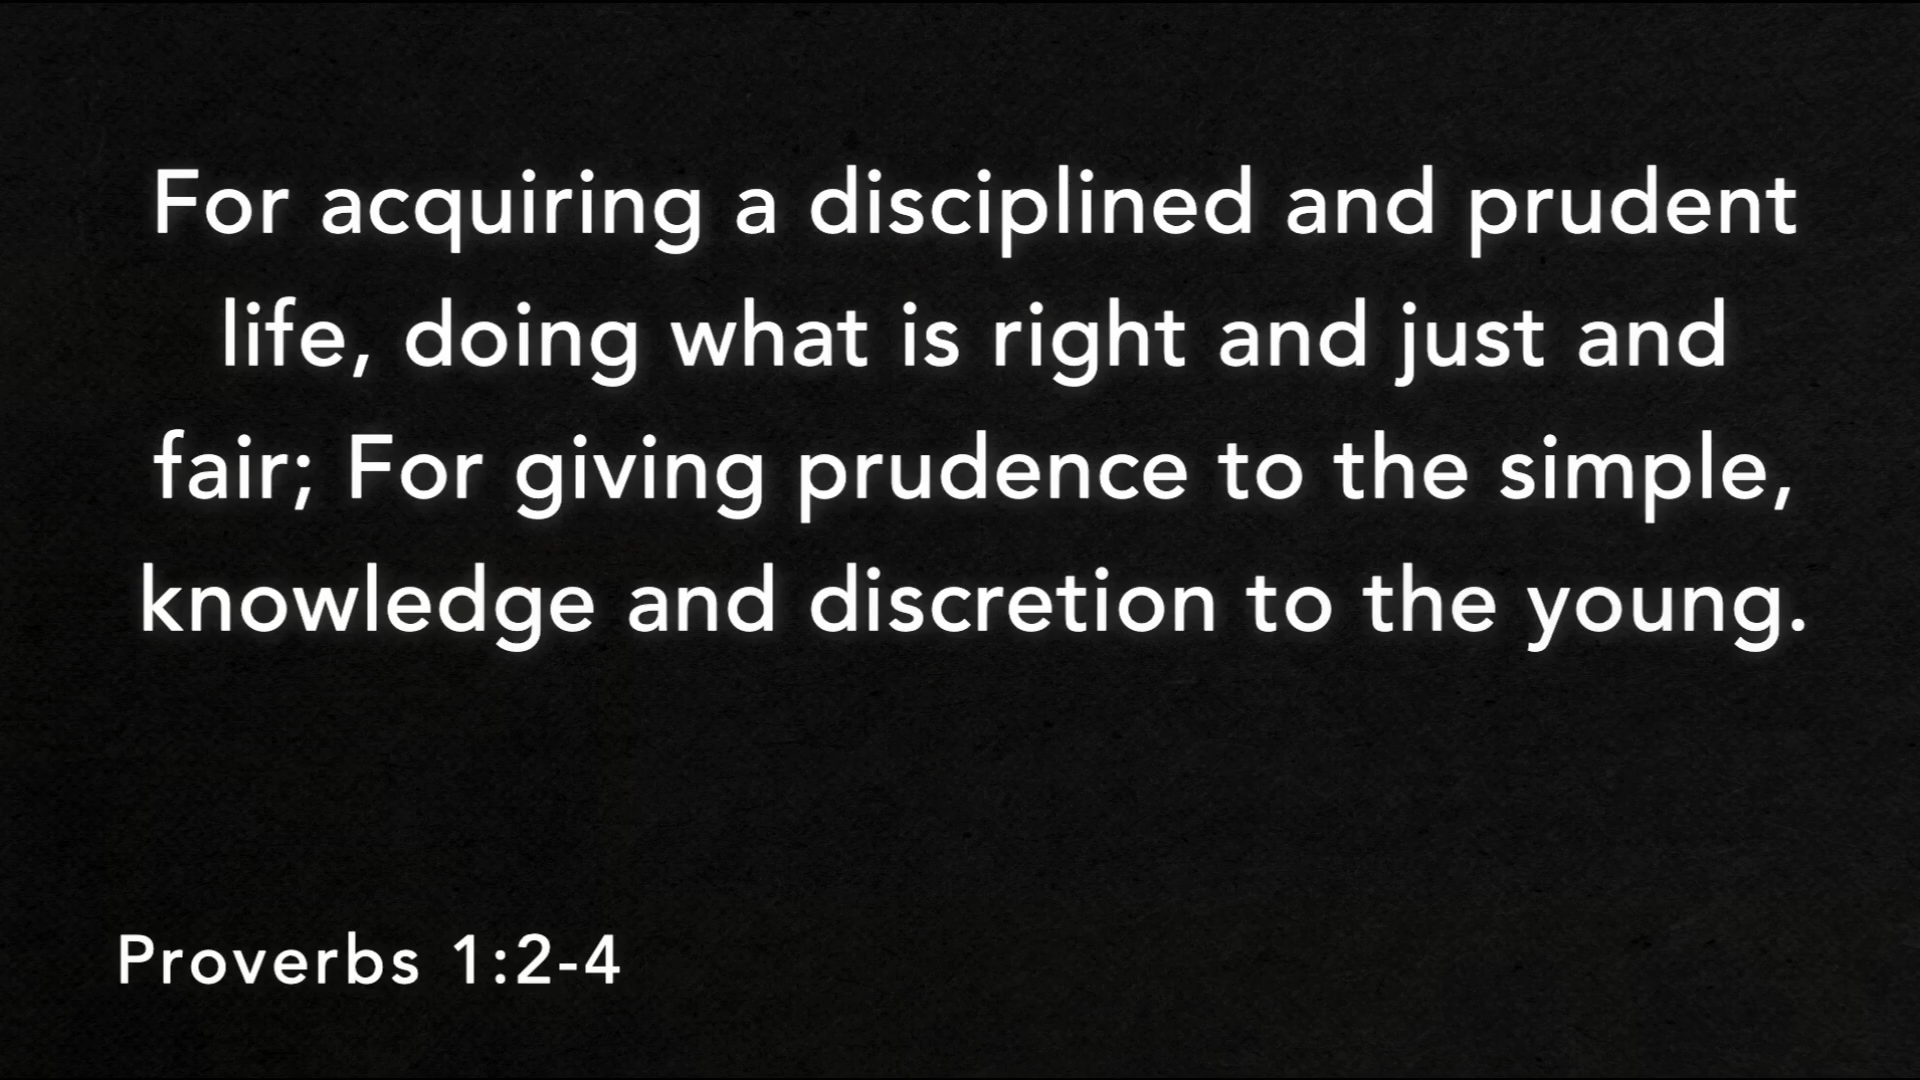 For acquiring a disciplined and prudent
life, doing what is right and just and
fair; For giving prudence to the simple,
knowledge and discretion to the young.
Proverbs 1:2-4